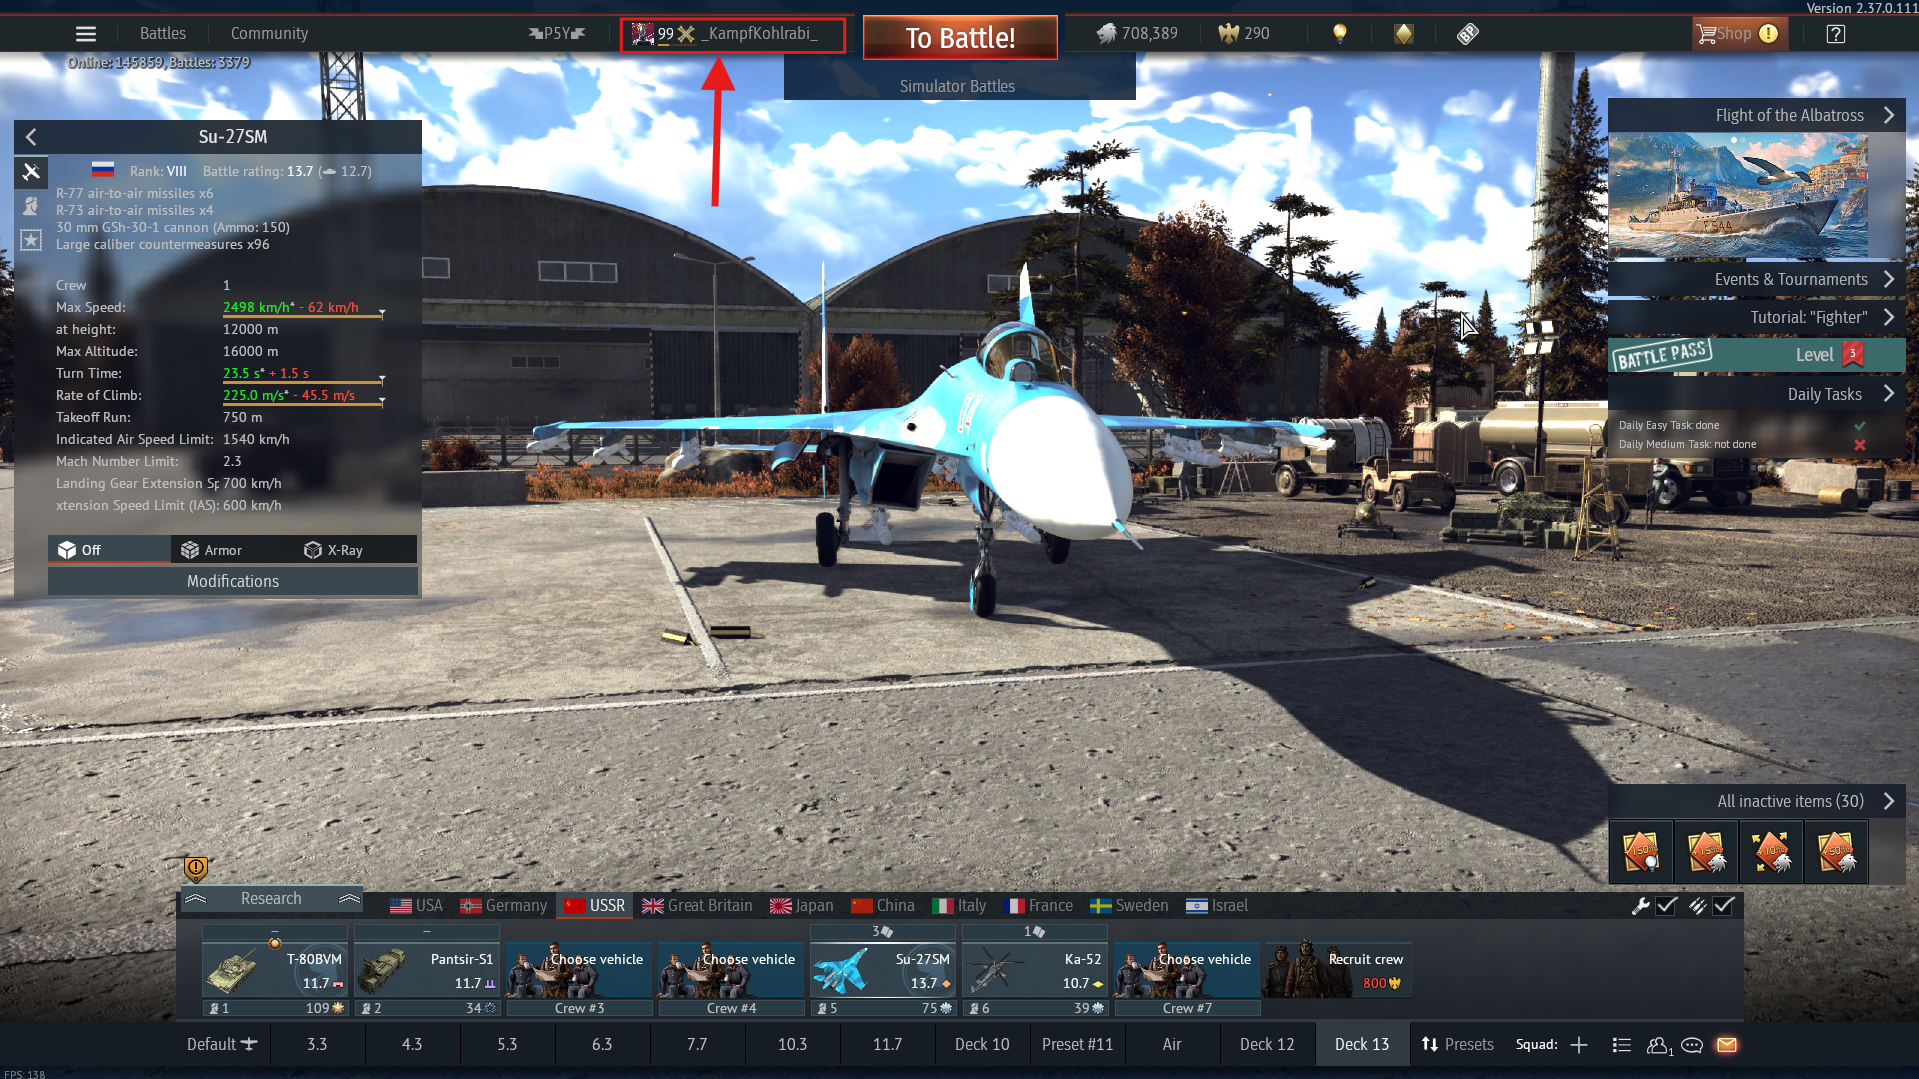 Version 2.37.0.111
Battles
Community
P5Y
99 _KampfKohlrabi_
To Battle!
708,389
290
BP
Shop
Online: 145859, Battles: 3379
Simulator Battles
Su-27SM
Rank: VIII Battle rating: 13.7 ( 12.7)
R-77 air-to-air missiles x6
R-73 air-to-air missiles x4
30 mm GSh-30-1 cannon (Ammo: 150)
Large caliber countermeasures x96
Crew 1
Max Speed: 2498 km/h* - 62 km/h
at height: 12000 m
Max Altitude: 16000 m
Turn Time: 23.5 s* + 1.5 s
Rate of Climb: 225.0 m/s* - 45.5 m/s
Takeoff Run: 750 m
Indicated Air Speed Limit: 1540 km/h
Mach Number Limit: 2.3
Landing Gear Extension Sp 700 km/h
xtension Speed Limit (IAS): 600 km/h
Off
Armor
X-Ray
Modifications
Flight of the Albatross
F544
Events & Tournaments
Tutorial: "Fighter"
BATTLE PASS
Level 3
Daily Tasks
Daily Easy Task: done
Daily Medium Task: not done
All inactive items (30)
Research
USA
Germany
USSR
Great Britain
Japan
China
Italy
France
Sweden
Israel
T-80BVM
11.7
1 109
Pantsir-S1
11.7
2 34
Choose vehicle
Crew #3
Choose vehicle
Crew #4
3
Su-27SM
13.7
5 75
1
Ka-52
10.7
6 39
Choose vehicle
Crew #7
Recruit crew
800
Default
3.3
4.3
5.3
6.3
7.7
10.3
11.7
Deck 10
Preset #11
Air
Deck 12
Deck 13
Presets
Squad:
1
FPS: 138